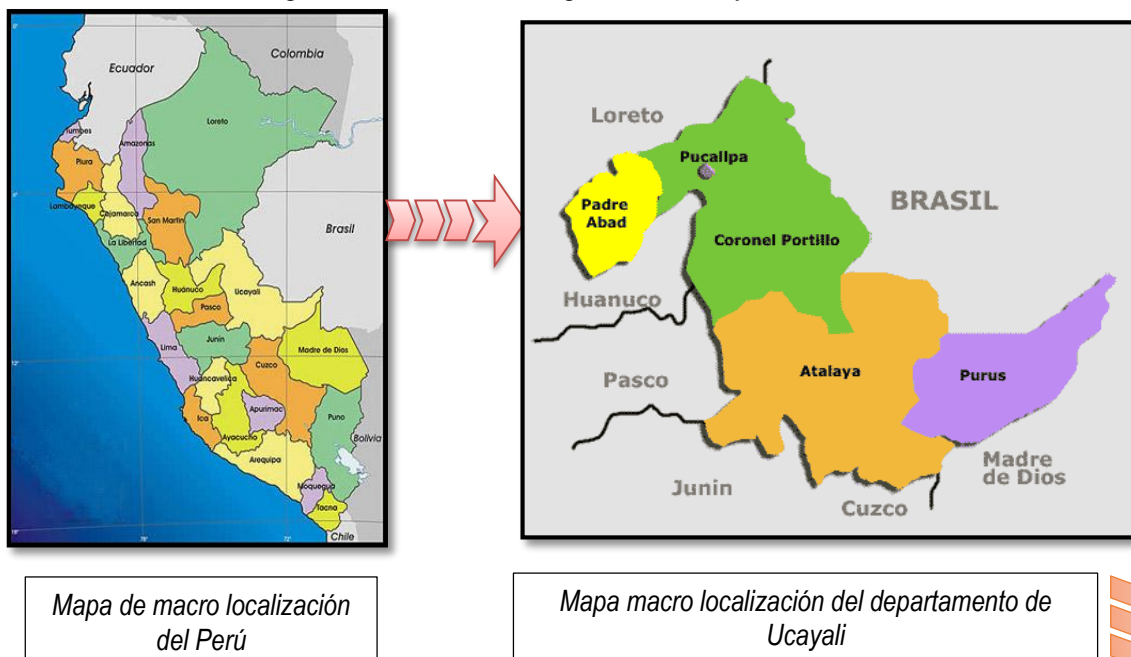 Colombia
Ecuador
Loreto
Tumbes
Amazonas
Piura
Lambayeque
Cajamarca
San Martín
Brasil
La Libertad
Ancash
Huánuco
Ucayali
Pasco
Lima
Junín
Madre de Dios
Cuzco
Huancavelica
Ica
Apurimac
Puno
Ayacucho
Bolivia
Arequipa
Moquegua
Tacna
Chile
Loreto
Pucallpa
BRASIL
Padre
Abad
Coronel Portillo
Huanuco
Atalaya
Purus
Pasco
Madre
de Dios
Junin
Cuzco
Mapa de macro localización
del Perú
Mapa macro localización del departamento de
Ucayali